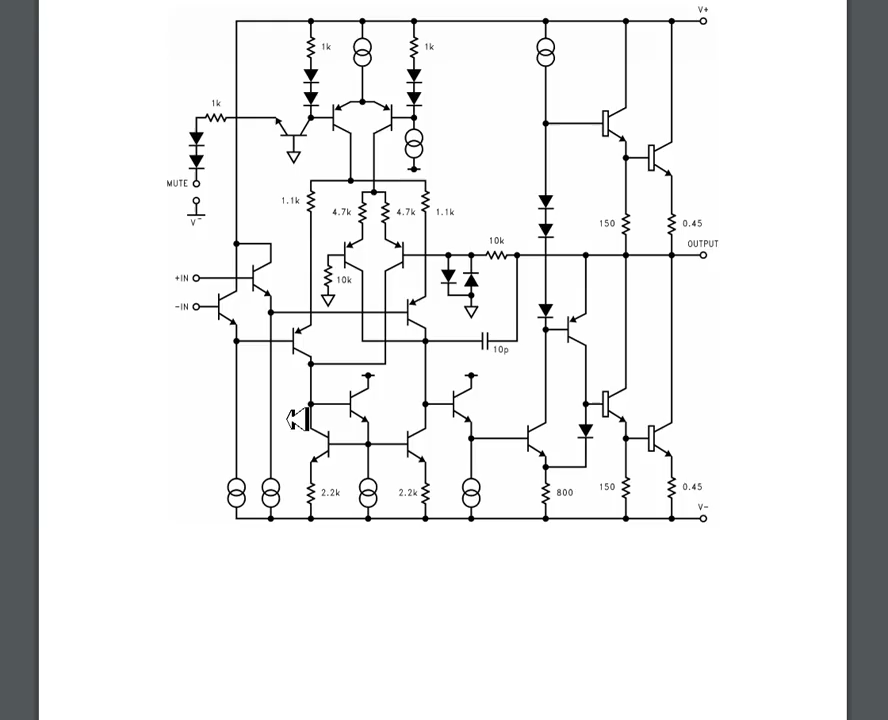 V+
1k
1k
1k
MUTE
V-
1.1k
4.7k
4.7k
1.1k
150
0.45
10k
OUTPUT
+IN
10k
-IN
10p
2.2k
2.2k
800
150
0.45
V-